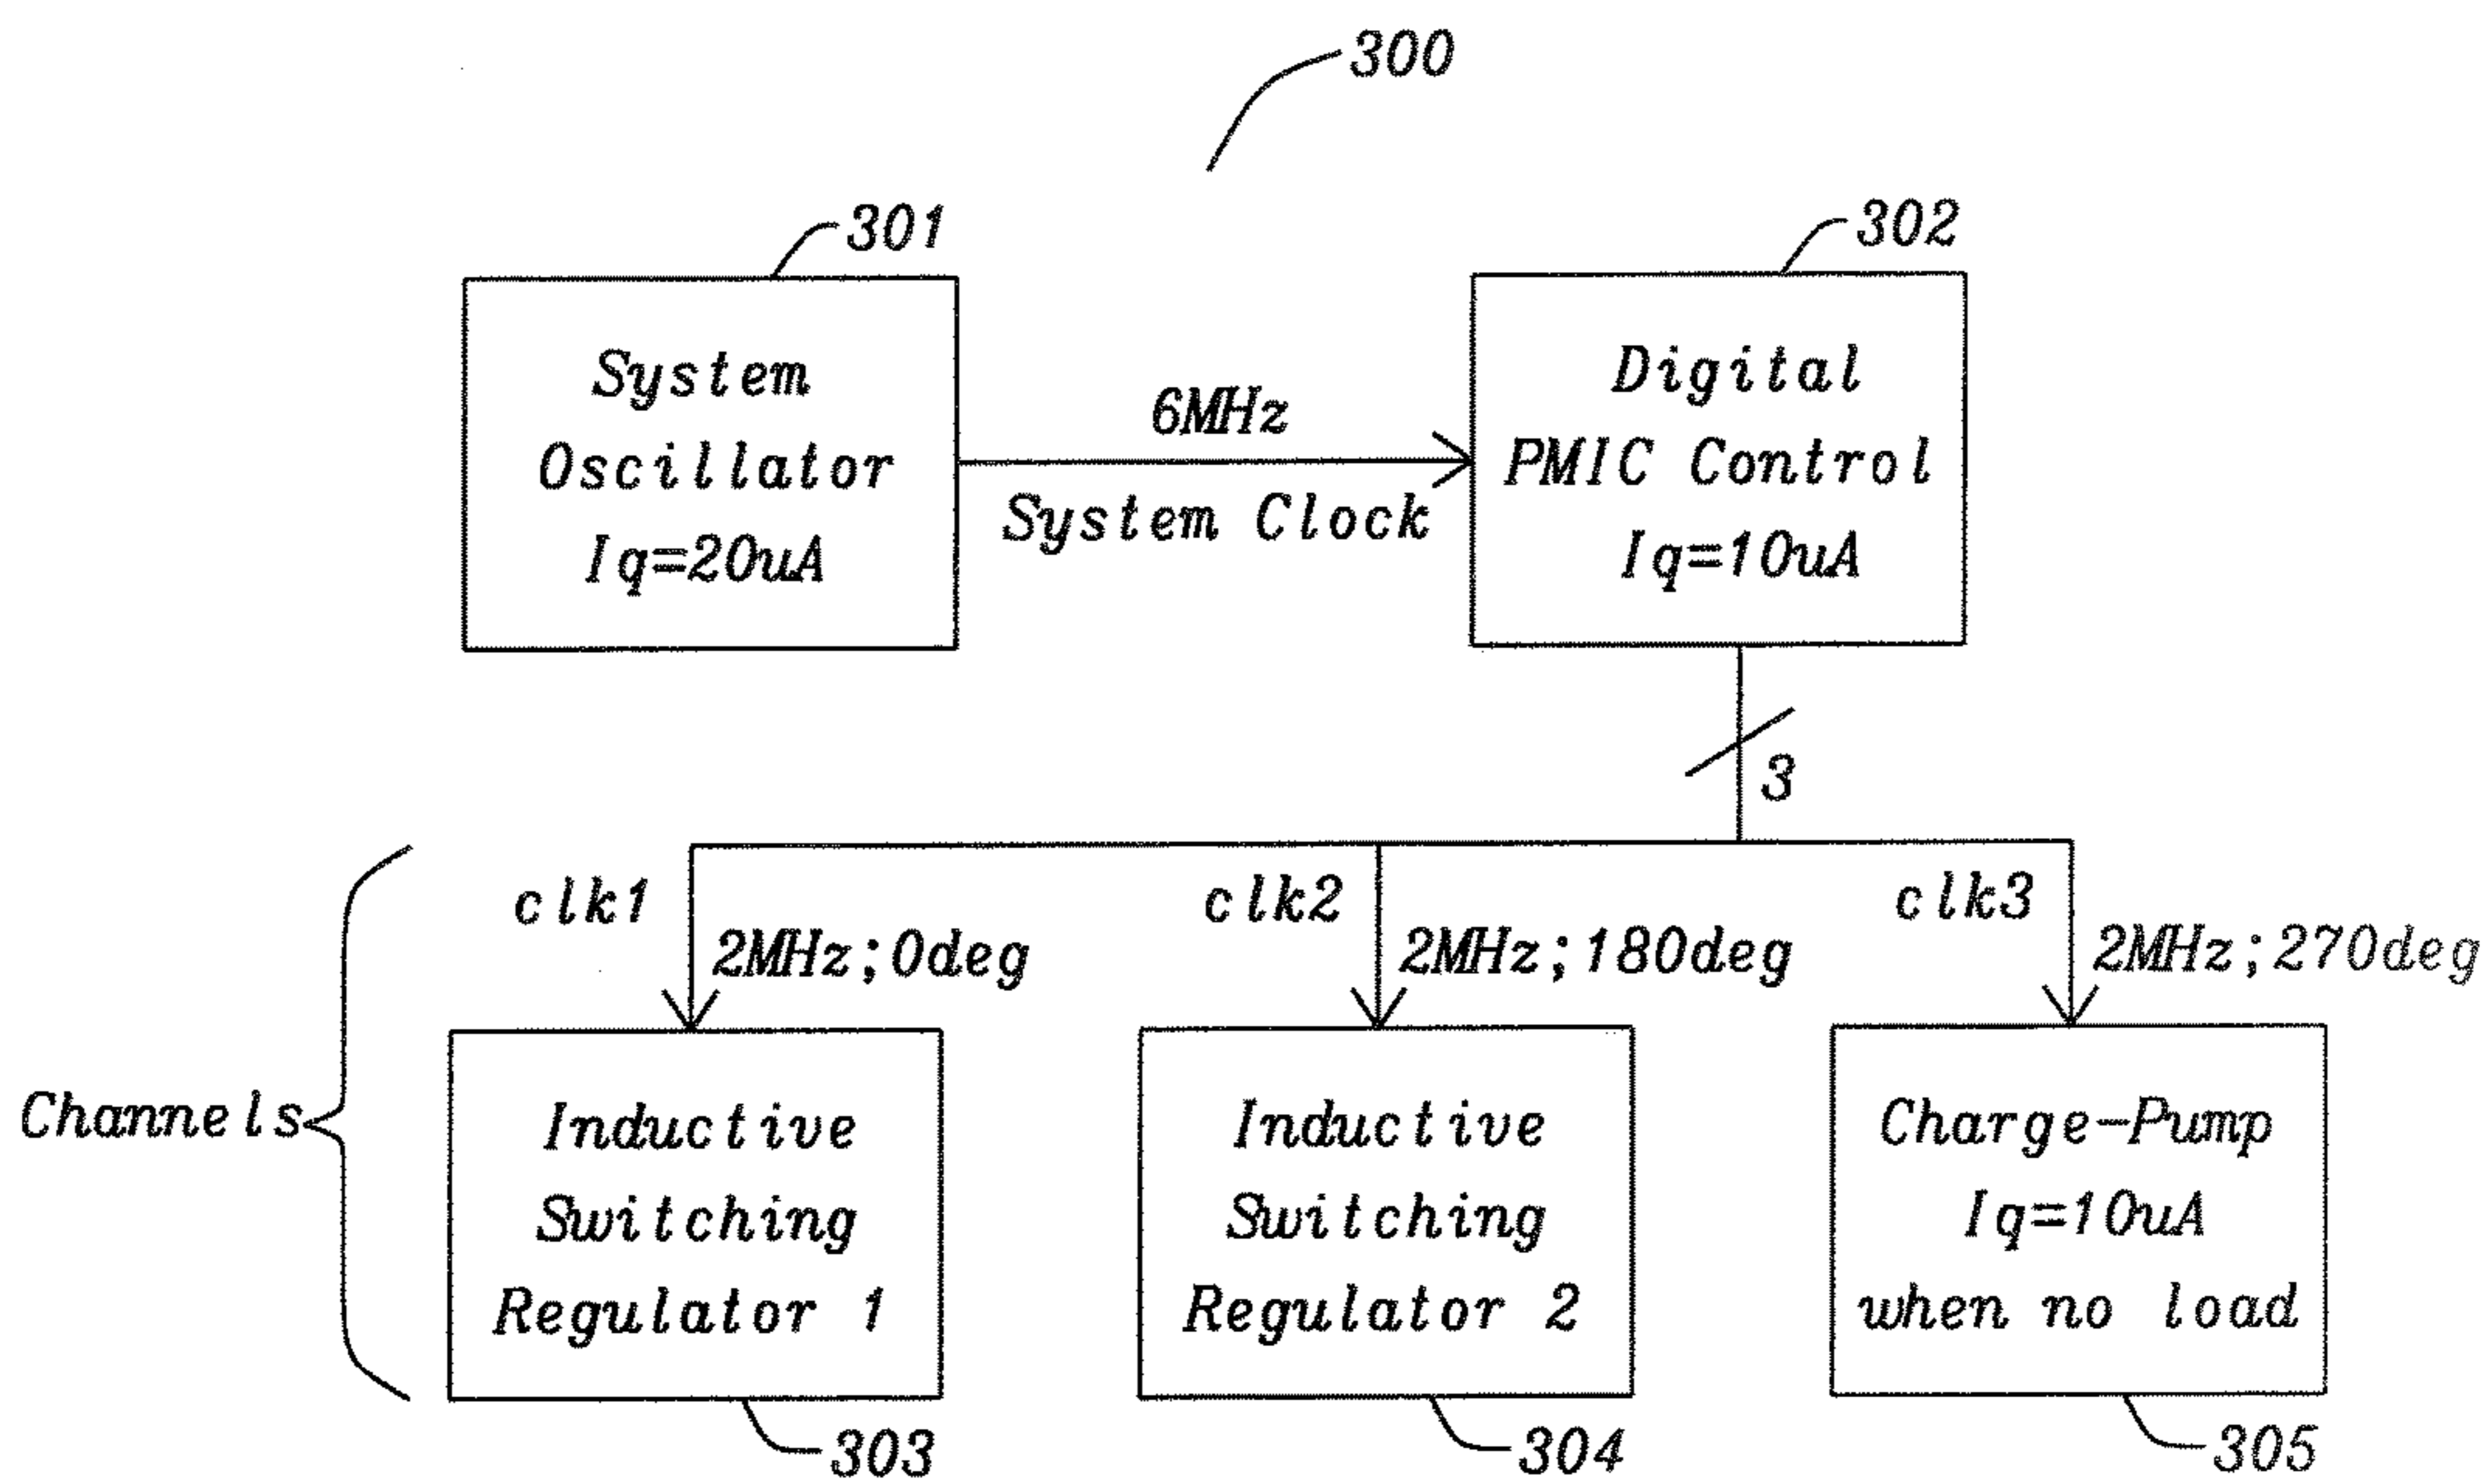 300
301
302
System
Oscillator
Iq=20uA
6MHz
System Clock
Digital
PMIC Control
Iq=10uA
3
Channels
clk1
2MHz;0deg
clk2
2MHz;180deg
clk3
2MHz;270deg
Inductive
Switching
Regulator 1
Inductive
Switching
Regulator 2
Charge-Pump
Iq=10uA
when no load
303
304
305